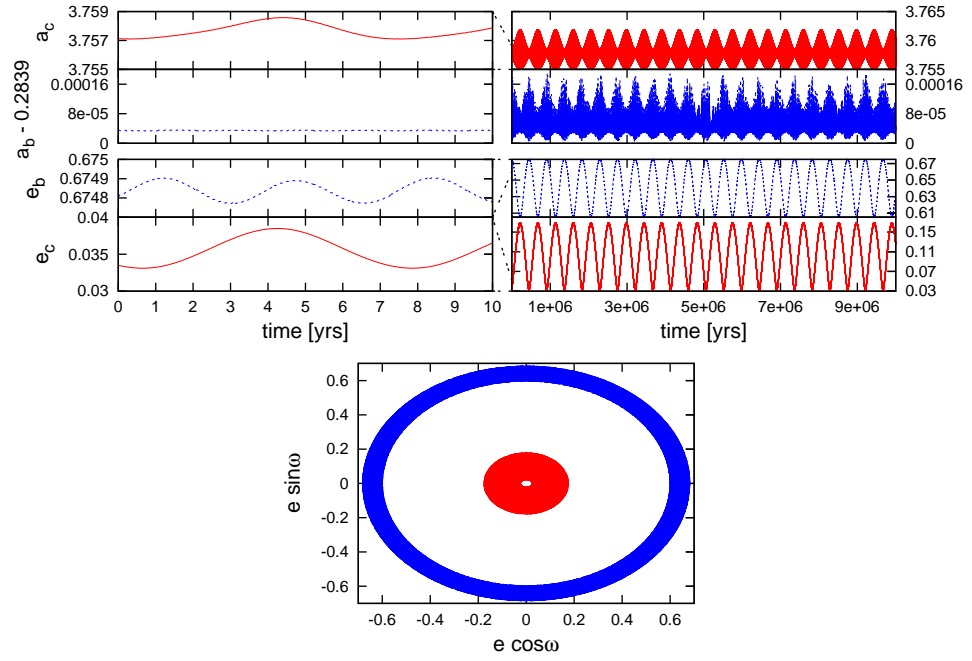 a_c
3.759
3.757
3.755
3.765
3.76
3.755
a_b - 0.2839
0.00016
8e-05
0
0.00016
8e-05
0
e_b
0.675
0.6749
0.6748
0.67
0.65
0.63
0.61
e_c
0.04
0.035
0.03
0.15
0.11
0.07
0.03
0 1 2 3 4 5 6 7 8 9 10
1e+06 3e+06 5e+06 7e+06 9e+06
time [yrs] time [yrs]
e sinω
0.6
0.4
0.2
0
-0.2
-0.4
-0.6
-0.6 -0.4 -0.2 0 0.2 0.4 0.6
e cosω